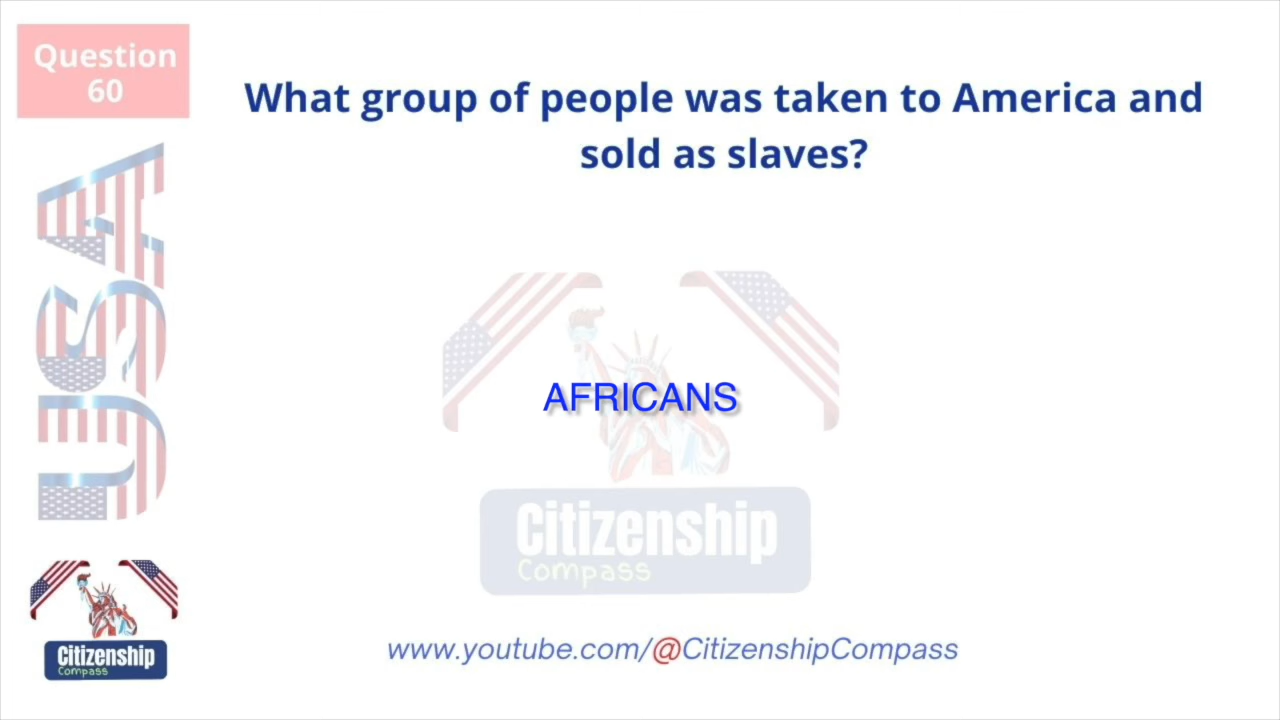 Question
60
What group of people was taken to America and
sold as slaves?
USA
AFRICANS
Citizenship
Compass
Citizenship
Compass
www.youtube.com/@CitizenshipCompass